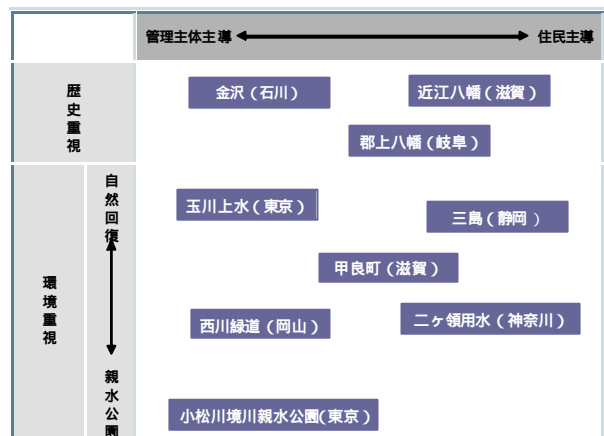 管理主体主導 住民主導
歴史重視
金沢（石川）
近江八幡（滋賀）
郡上八幡（岐阜）
環境重視
自然回復
親水公園
玉川上水（東京）
三島（静岡）
甲良町（滋賀）
西川緑道（岡山）
二ヶ領用水（神奈川）
小松川境川親水公園(東京）